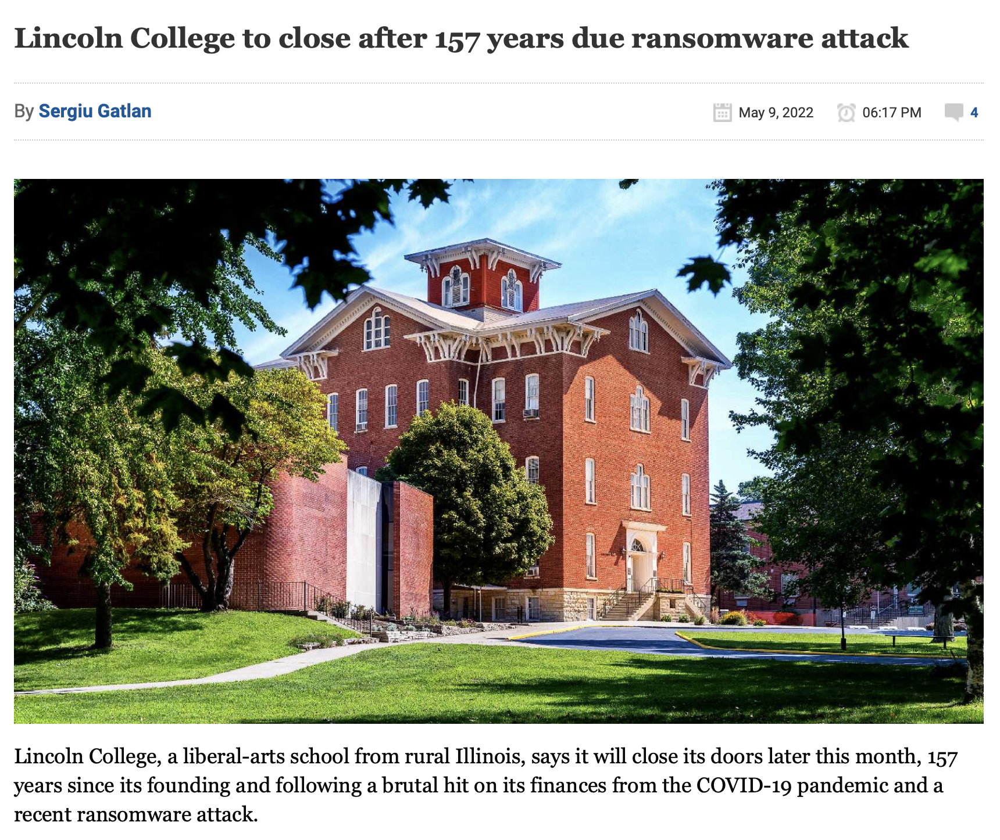 Lincoln College to close after 157 years due ransomware attack
By Sergiu Gatlan
May 9, 2022 06:17 PM 4
Lincoln College, a liberal-arts school from rural Illinois, says it will close its doors later this month, 157
years since its founding and following a brutal hit on its finances from the COVID-19 pandemic and a
recent ransomware attack.